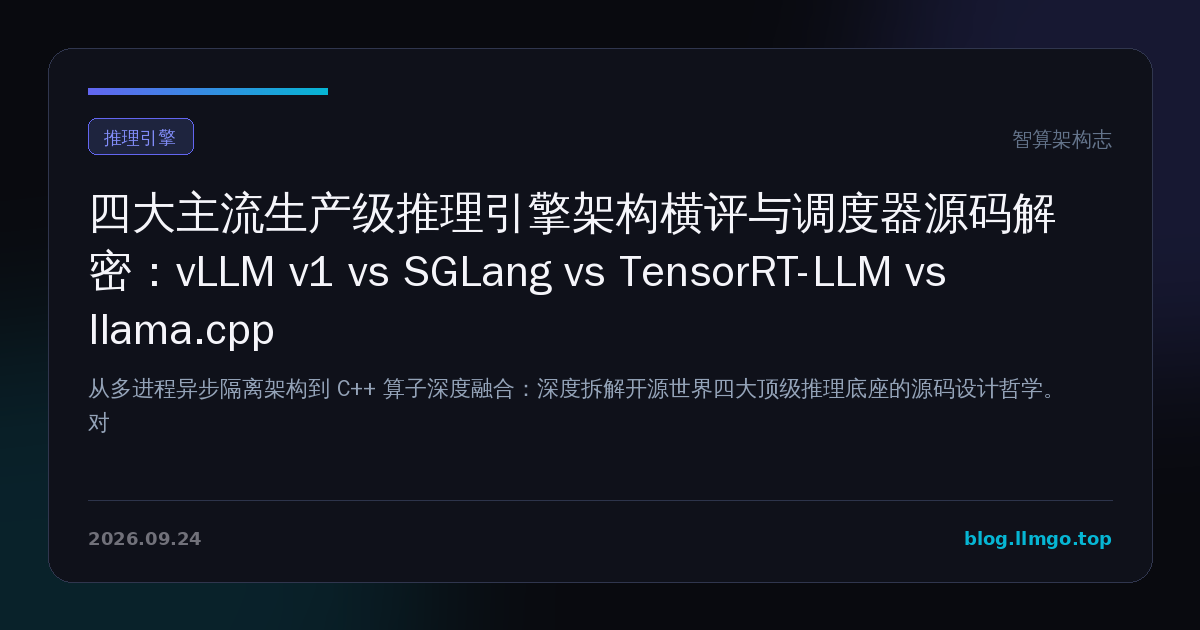 推理引擎
智算架构志
四大主流生产级推理引擎架构横评与调度器源码解
密：vLLM v1 vs SGLang vs TensorRT-LLM vs
llama.cpp
从多进程异步隔离架构到 C++ 算子深度融合：深度拆解开源世界四大顶级推理底座的源码设计哲学。
对
2026.09.24
blog.llmgo.top